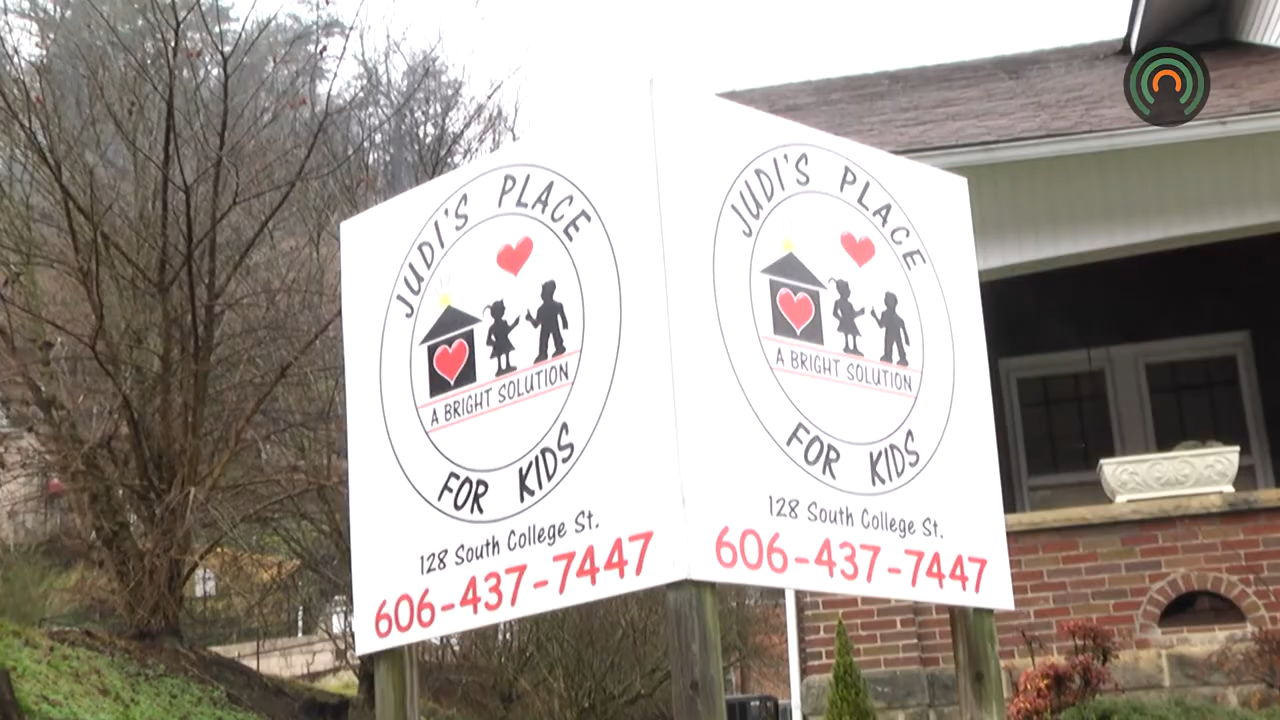 JUDI'S PLACE
A BRIGHT SOLUTION
FOR KIDS
128 South College St.
606-437-7447
JUDI'S PLACE
A BRIGHT SOLUTION
FOR KIDS
128 South College St.
606-437-7447